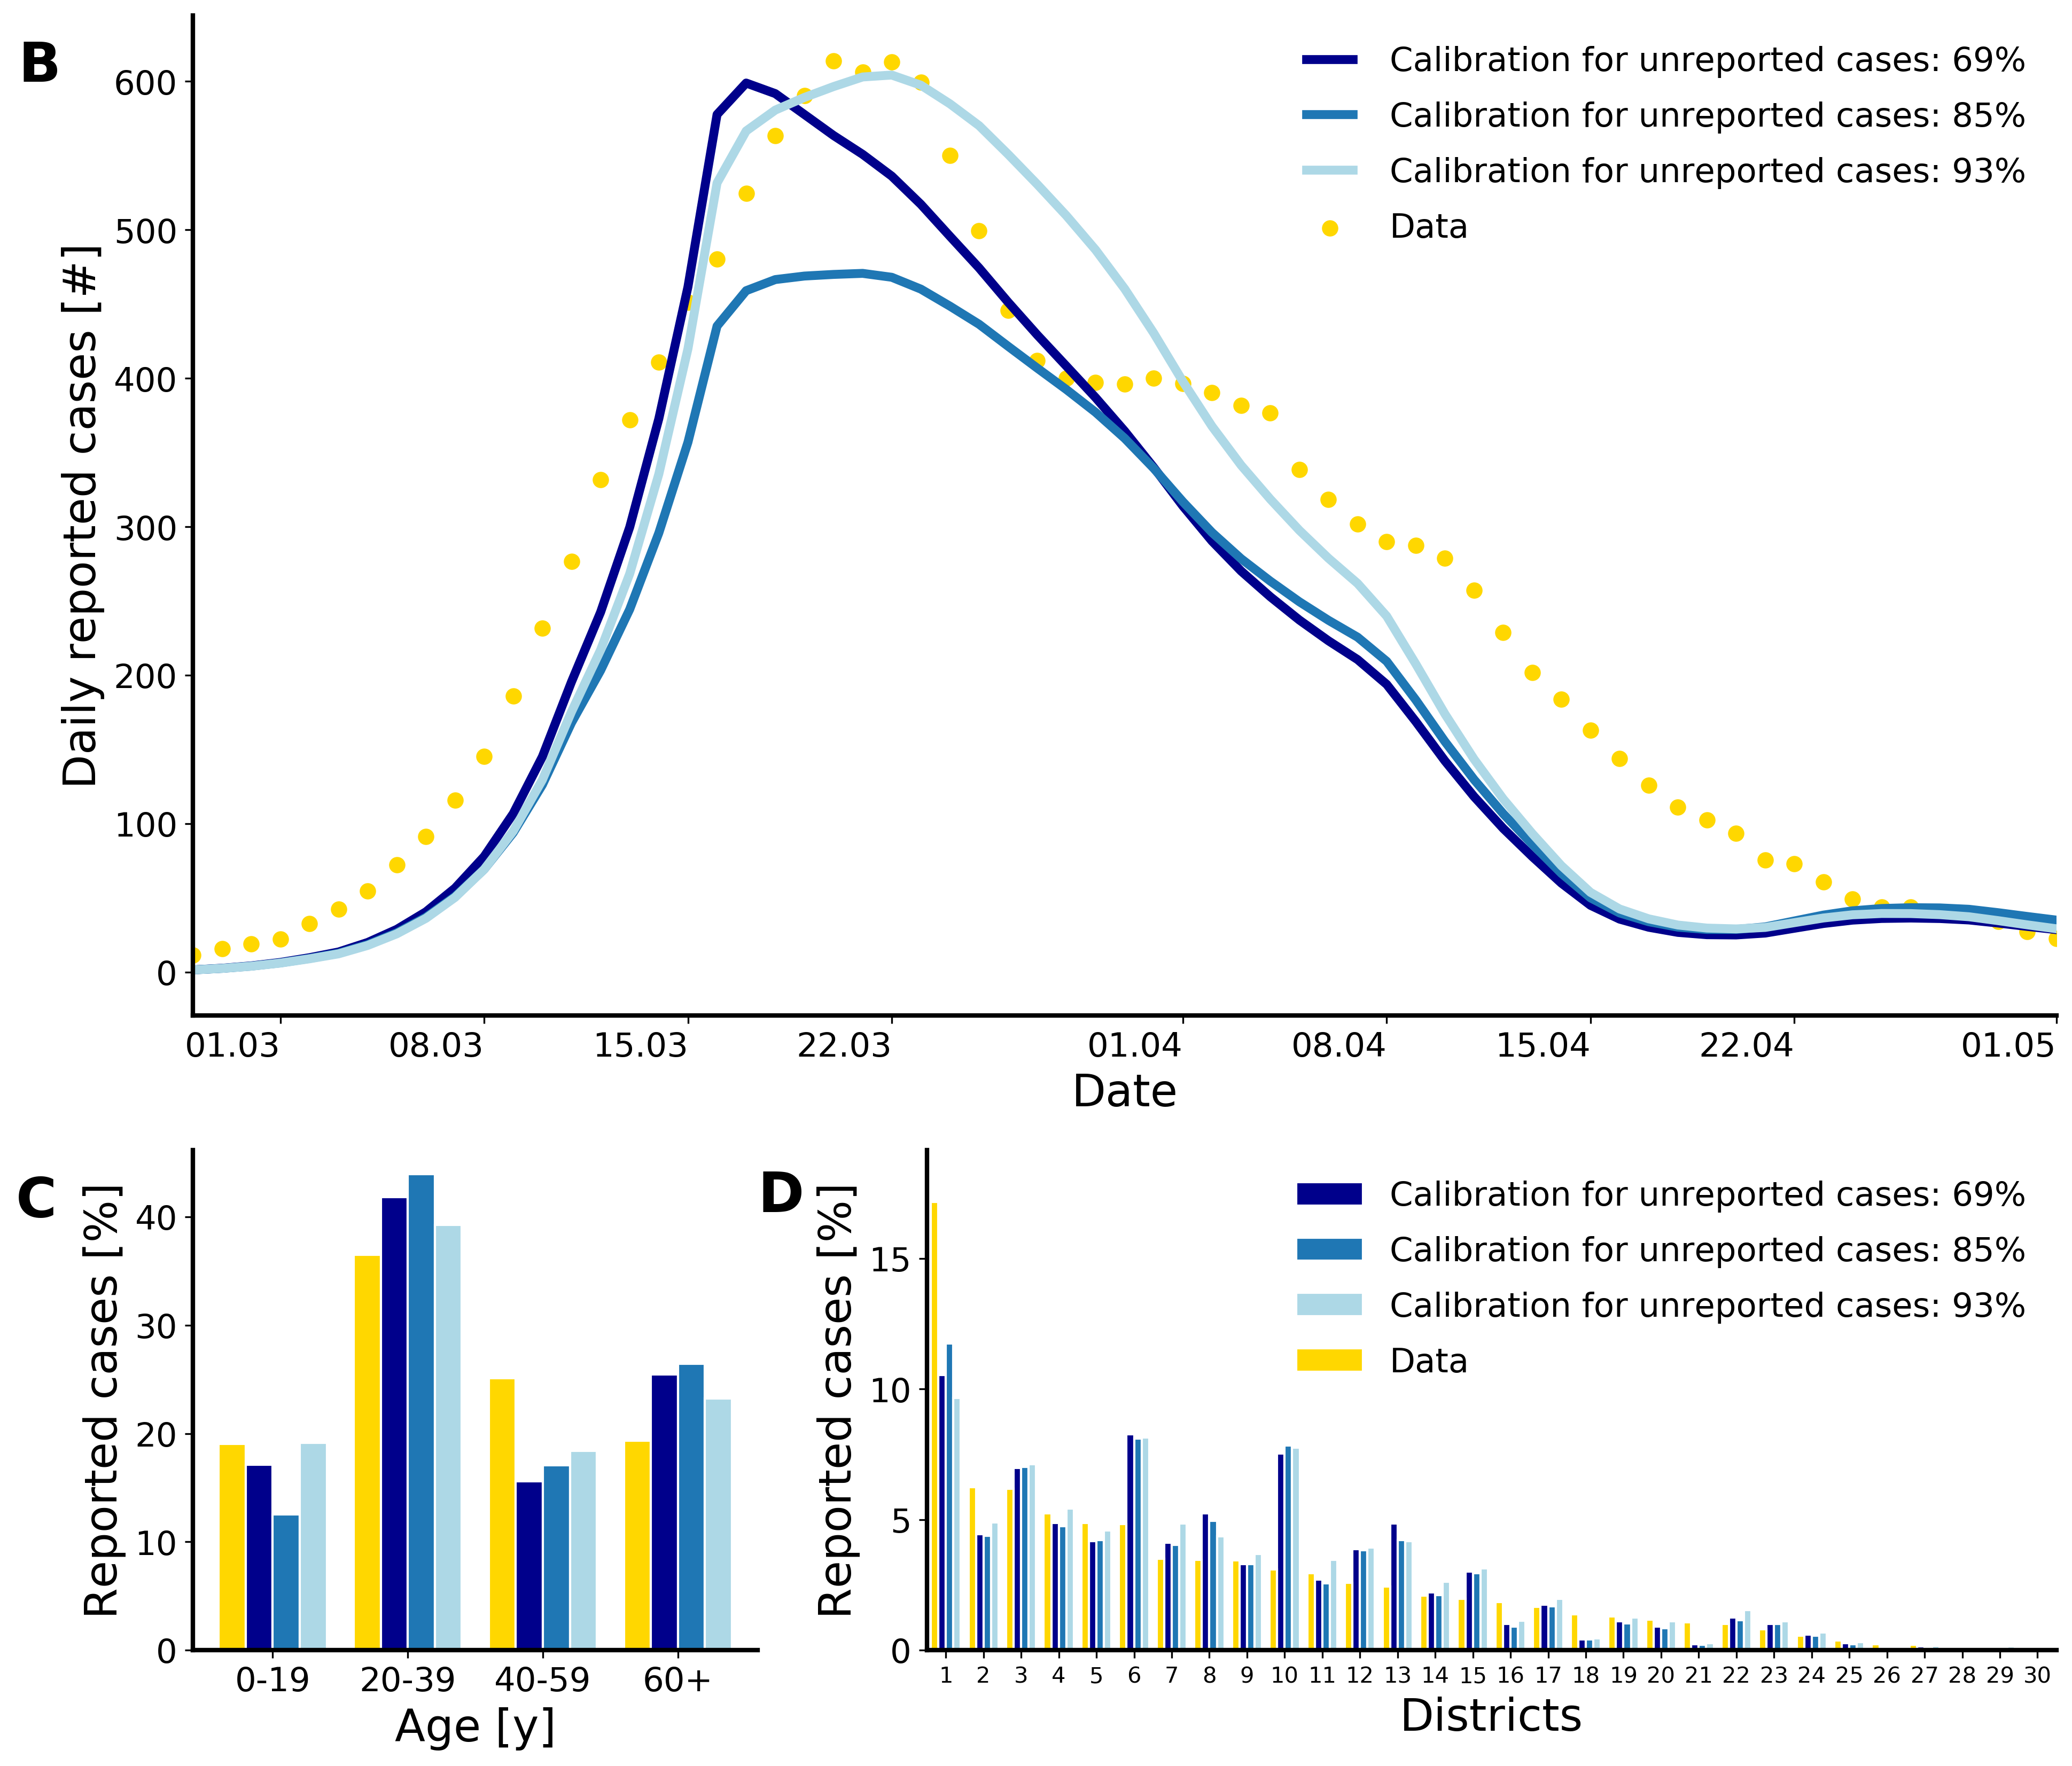 B
Calibration for unreported cases: 69%
Calibration for unreported cases: 85%
Calibration for unreported cases: 93%
Data
Daily reported cases [#]
600
500
400
300
200
100
0
01.03 08.03 15.03 22.03 01.04 08.04 15.04 22.04 01.05
Date
C
Reported cases [%]
40
30
20
10
0
0-19 20-39 40-59 60+
Age [y]
D
Reported cases [%]
15
10
5
0
Calibration for unreported cases: 69%
Calibration for unreported cases: 85%
Calibration for unreported cases: 93%
Data
1 2 3 4 5 6 7 8 9 10 11 12 13 14 15 16 17 18 19 20 21 22 23 24 25 26 27 28 29 30
Districts